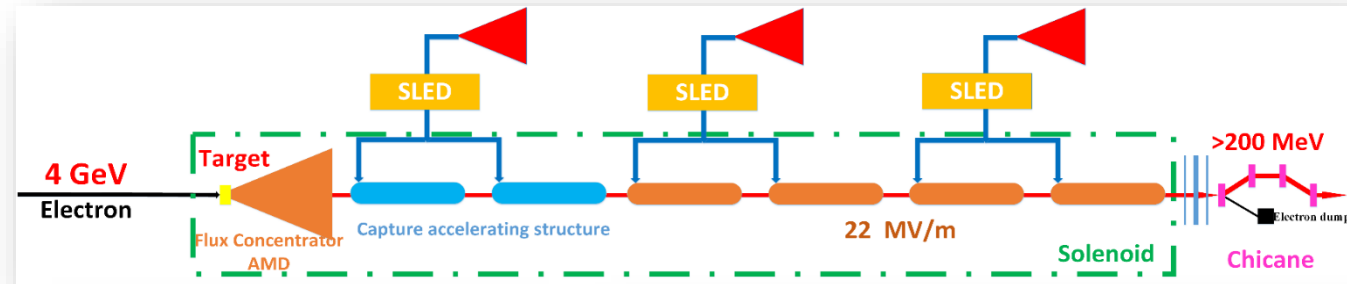 SLED
SLED
SLED
Target
>200 MeV
4 GeV
Electron
Electron dump
Capture accelerating structure
22 MV/m
Flux Concentrator
AMD
Solenoid
Chicane